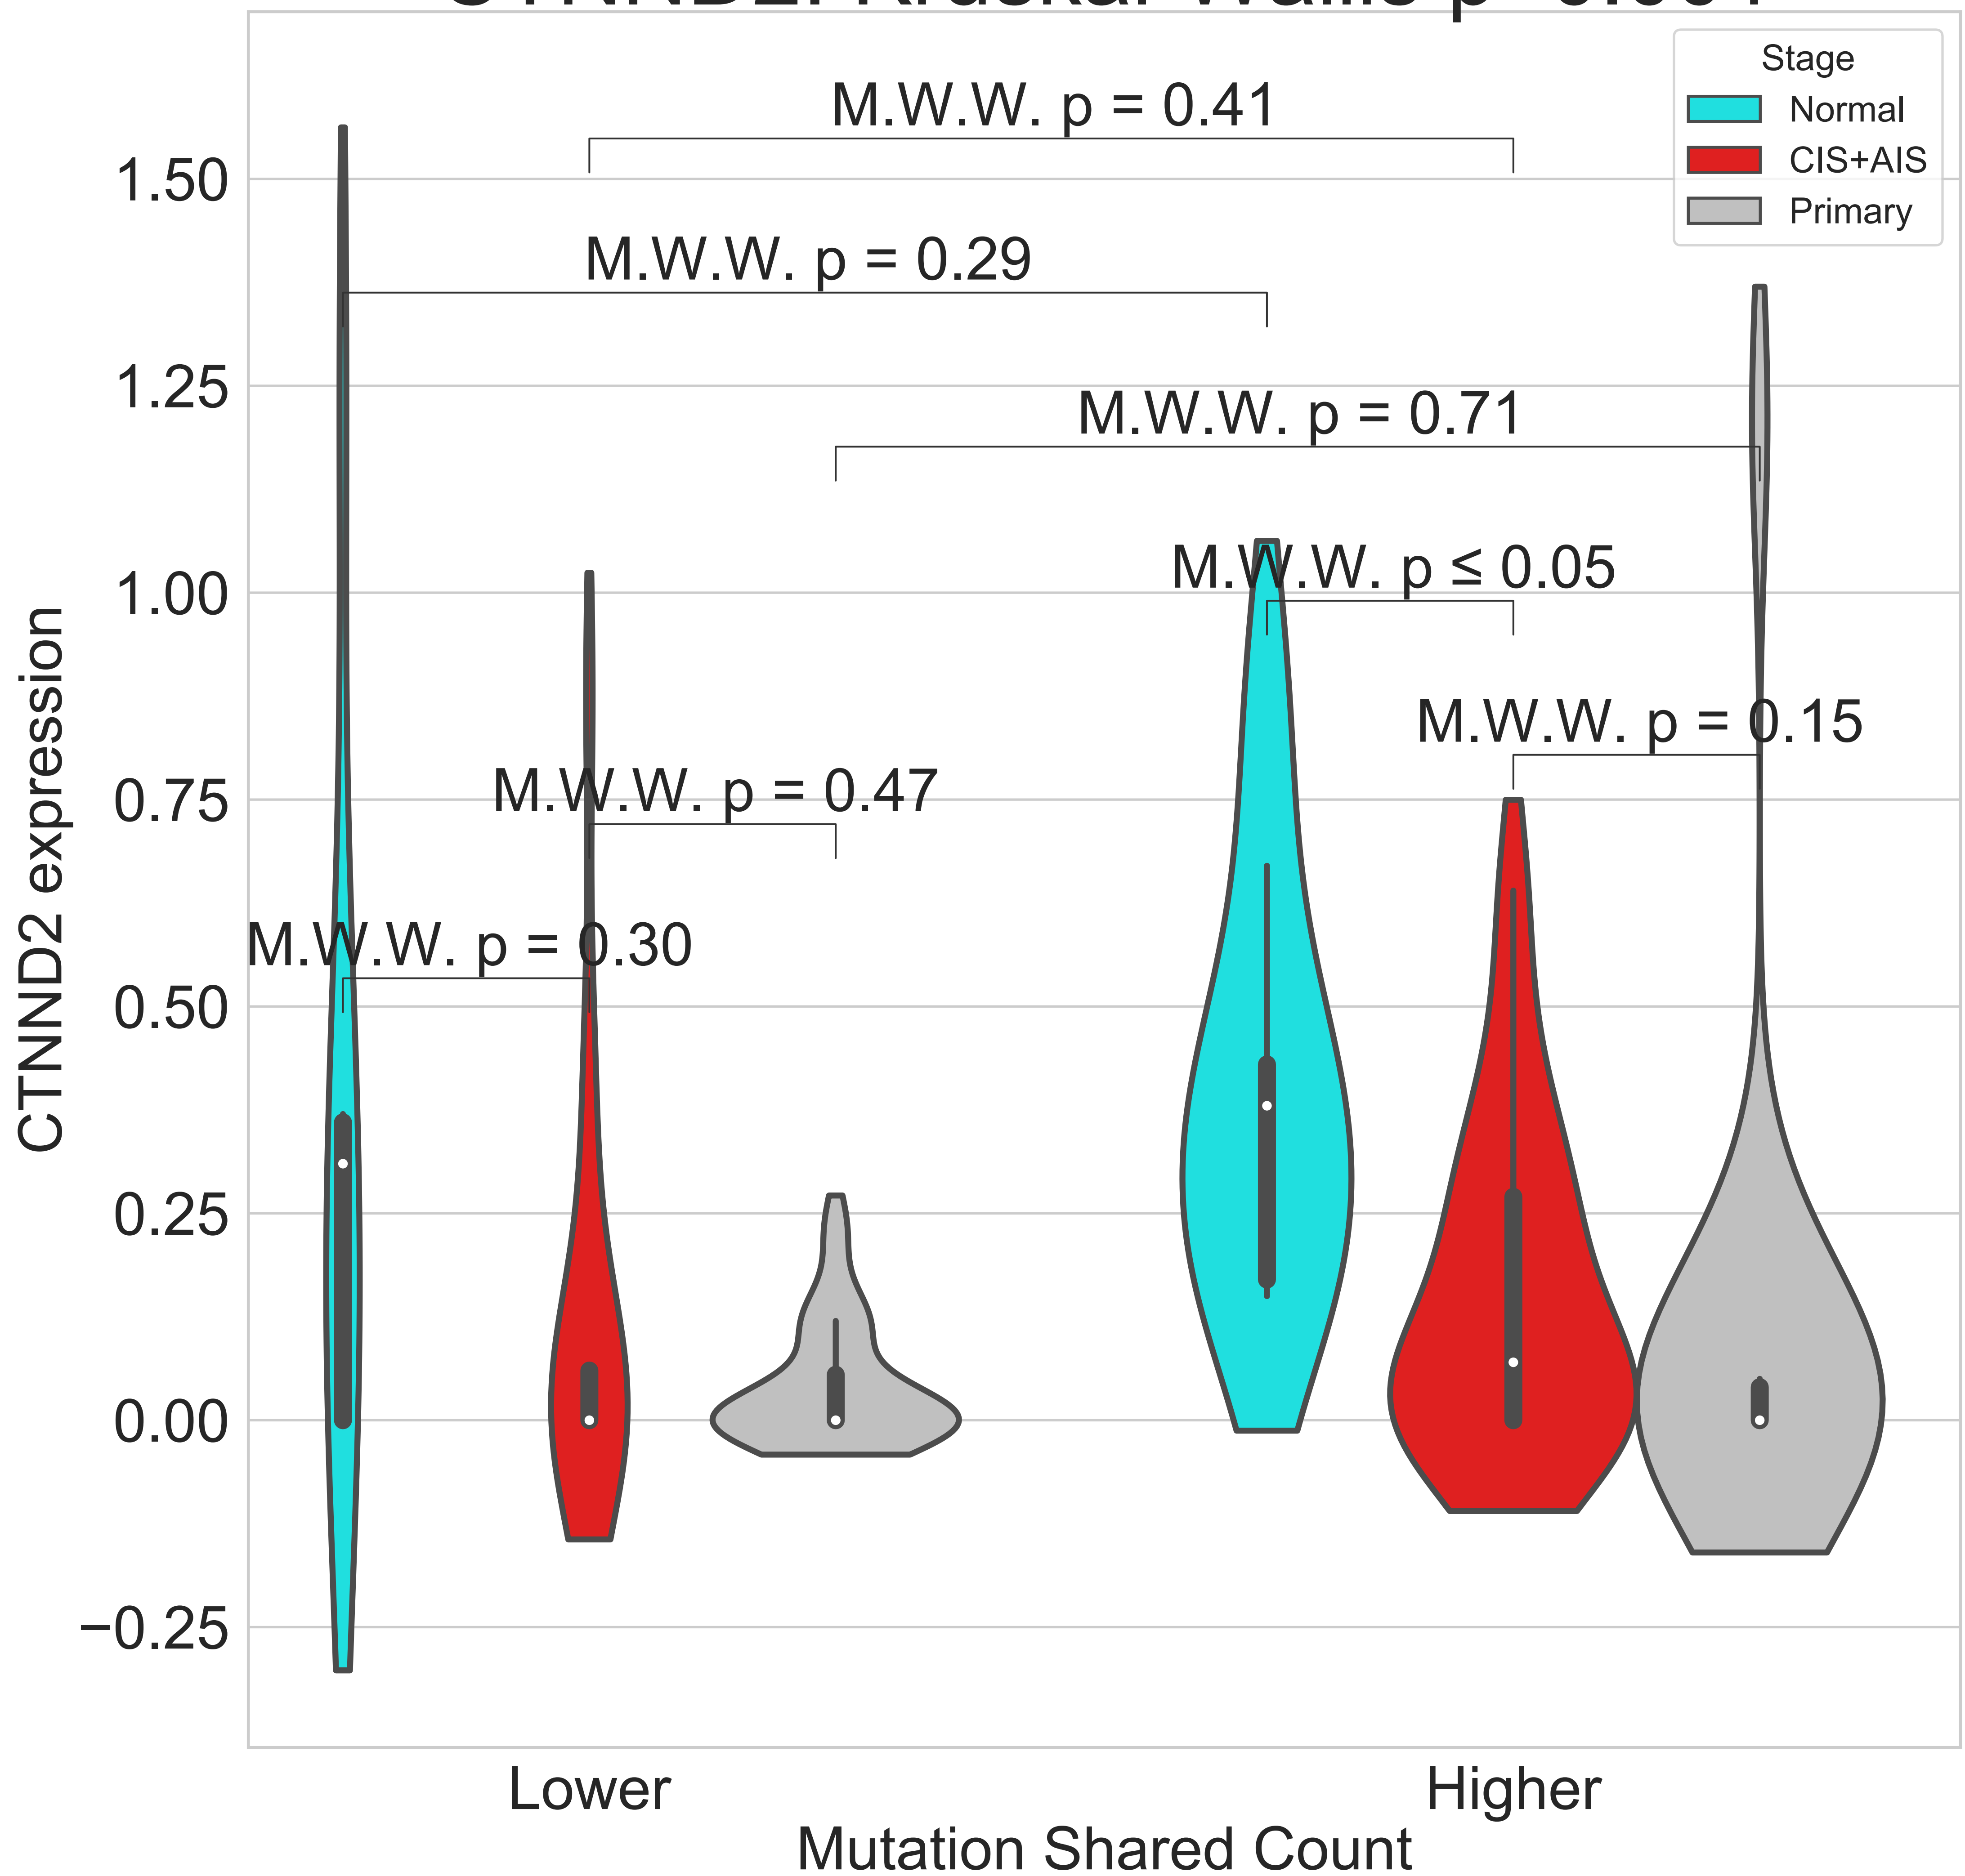 Stage
Normal
CIS+AIS
Primary
M.W.W. p = 0.41
M.W.W. p = 0.29
M.W.W. p = 0.71
M.W.W. p ≤ 0.05
M.W.W. p = 0.15
M.W.W. p = 0.47
M.W.W. p = 0.30
CTNND2 expression
1.50
1.25
1.00
0.75
0.50
0.25
0.00
−0.25
Lower
Higher
Mutation Shared Count